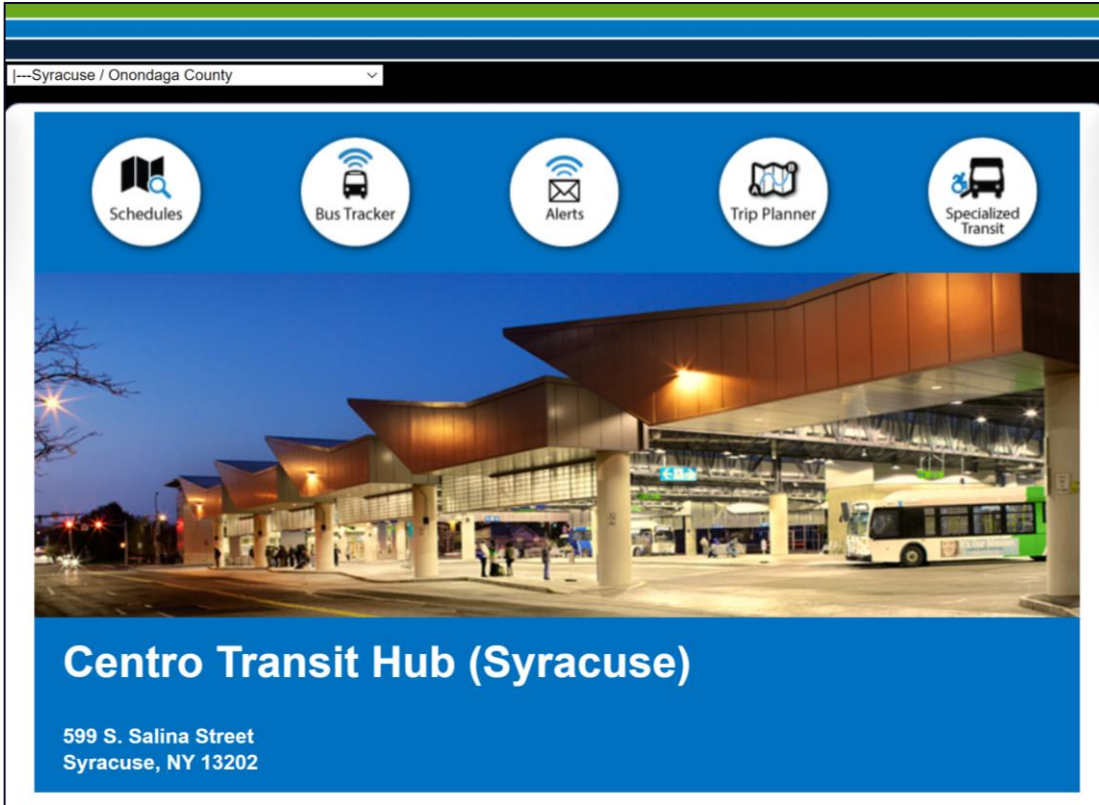 |---Syracuse / Onondaga County
Schedules
Bus Tracker
Alerts
A B
Trip Planner
Specialized
Transit
Centro Transit Hub (Syracuse)
599 S. Salina Street
Syracuse, NY 13202